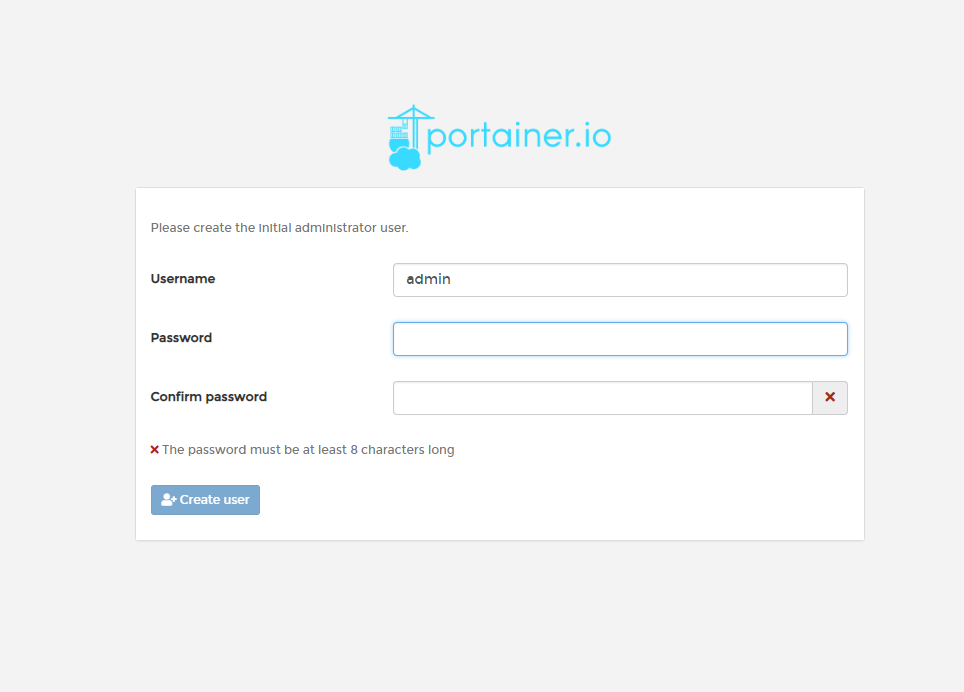 portainer.io
Please create the initial administrator user.
Username
admin
Password
Confirm password
The password must be at least 8 characters long
Create user